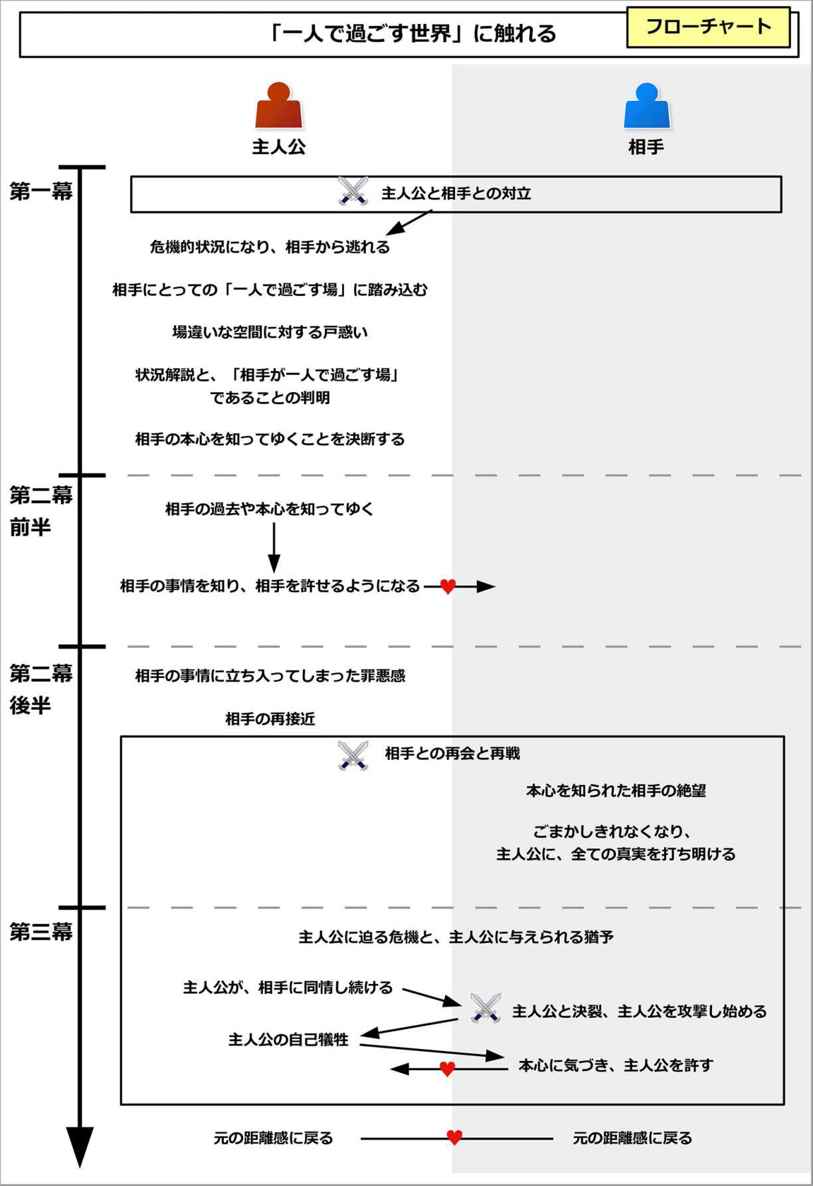 「一人で過ごす世界」に触れる
フローチャート
主人公
相手
第一幕
主人公と相手との対立
危機的状況になり、相手から逃れる
相手にとっての「一人で過ごす場」に踏み込む
場違いな空間に対する戸惑い
状況解説と、「相手が一人で過ごす場」
であることの判明
相手の本心を知ってゆくことを決断する
第二幕
前半
相手の過去や本心を知ってゆく
相手の事情を知り、相手を許せるようになる
第二幕
後半
相手の事情に立ち入ってしまった罪悪感
相手の再接近
相手との再会と再戦
本心を知られた相手の絶望
ごまかしきれなくなり、
主人公に、全ての真実を打ち明ける
第三幕
主人公に迫る危機と、主人公に与えられる猶予
主人公が、相手に同情し続ける
主人公と決裂、主人公を攻撃し始める
主人公の自己犠牲
本心に気づき、主人公を許す
元の距離感に戻る
元の距離感に戻る